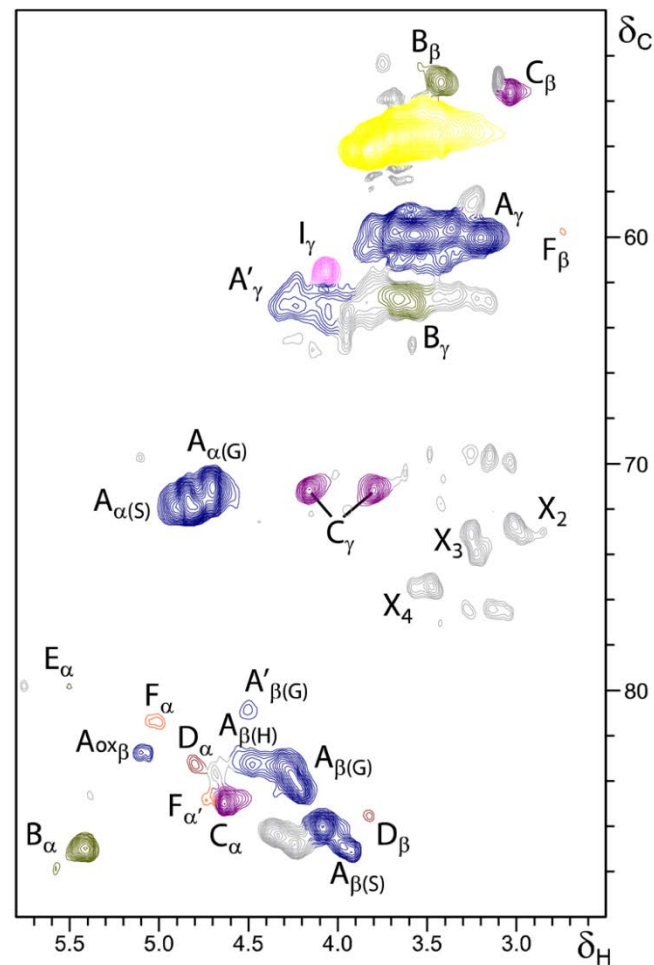 δC
Bβ
Cβ
Aγ
60
Iγ
Fβ
A'γ
Bγ
Aα(G)
70
Aα(S)
Cγ
X2
X3
X4
Eα
80
A'β(G)
Fα
Aoxβ
Dα
Aβ(H)
Aβ(G)
Fα'
Dβ
Bα
Cα
Aβ(S)
5.5 5.0 4.5 4.0 3.5 3.0 δH